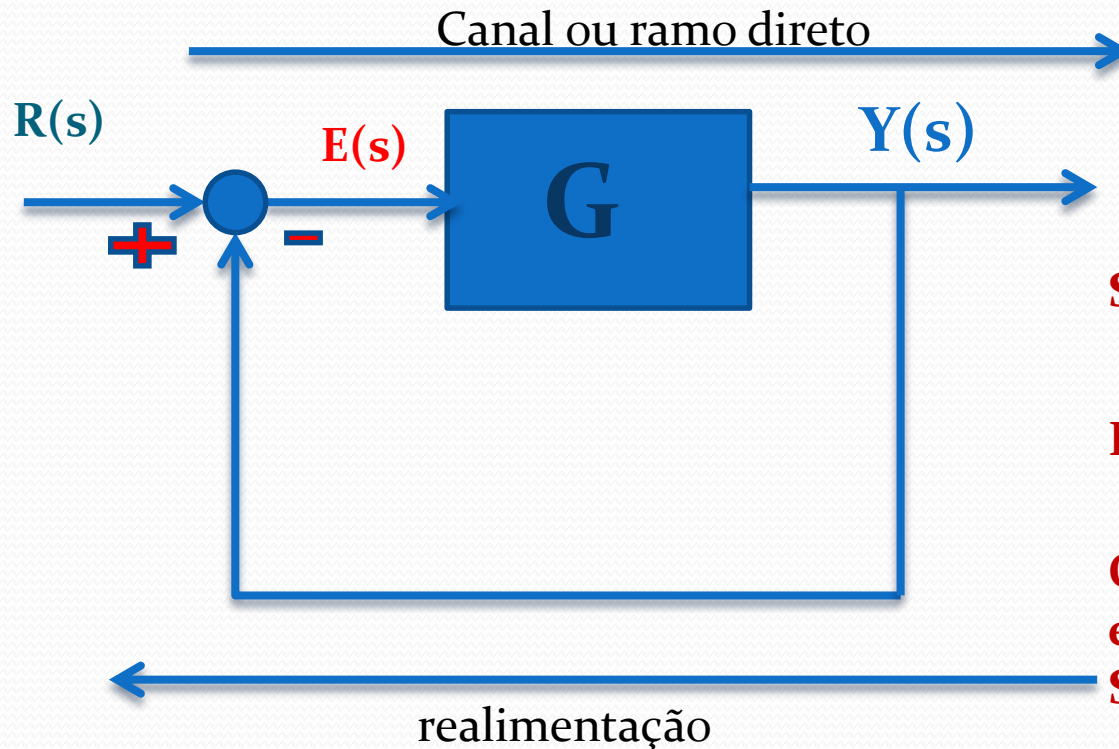 Canal ou ramo direto
R(s)
E(s)
G
Y(s)
+
-
realimentação